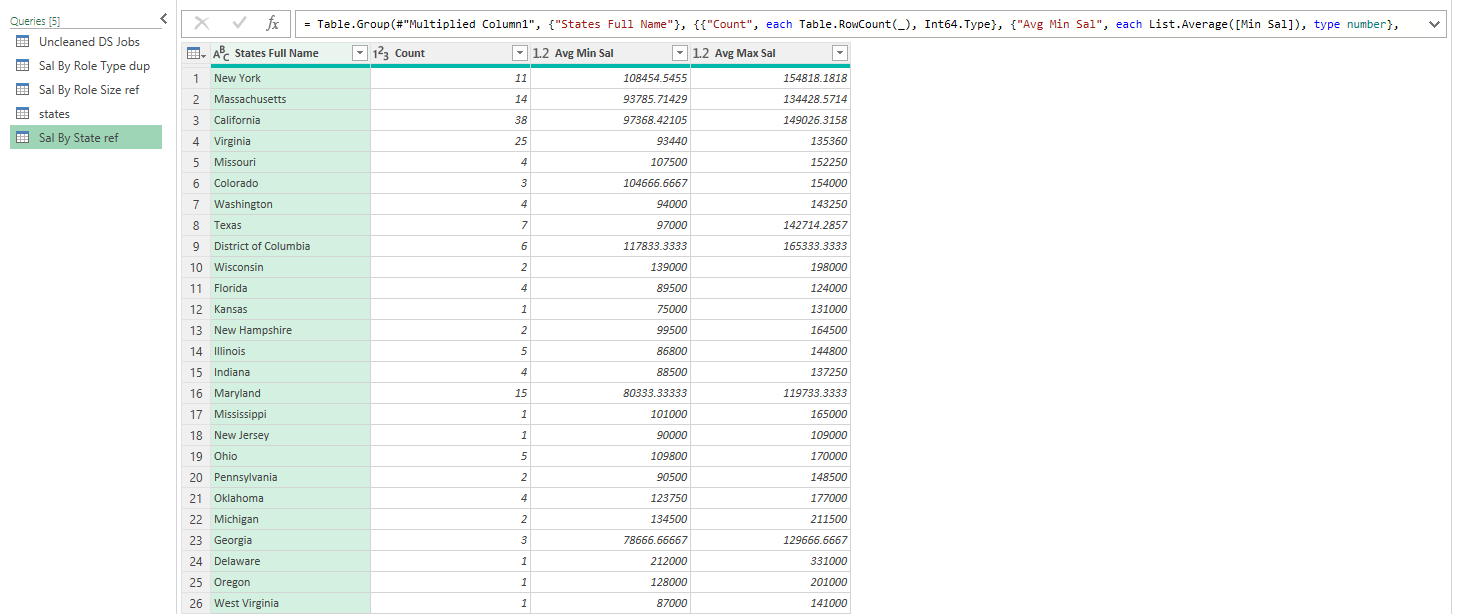 Queries [5]
Uncleaned DS Jobs
Sal By Role Type dup
Sal By Role Size ref
states
Sal By State ref
fx = Table.Group(#"Multiplied Column1", {"States Full Name"}, {{"Count", each Table.RowCount(_), Int64.Type}, {"Avg Min Sal", each List.Average([Min Sal]), type number},
ABC States Full Name 123 Count 1.2 Avg Min Sal 1.2 Avg Max Sal
1 New York 11 108454.5455 154818.1818
2 Massachusetts 14 93785.71429 134428.5714
3 California 38 97368.42105 149026.3158
4 Virginia 25 93440 135360
5 Missouri 4 107500 152250
6 Colorado 3 104666.6667 154000
7 Washington 4 94000 143250
8 Texas 7 97000 142714.2857
9 District of Columbia 6 117833.3333 165333.3333
10 Wisconsin 2 139000 198000
11 Florida 4 89500 124000
12 Kansas 1 75000 131000
13 New Hampshire 2 99500 164500
14 Illinois 5 86800 144800
15 Indiana 4 88500 137250
16 Maryland 15 80333.33333 119733.3333
17 Mississippi 1 101000 165000
18 New Jersey 1 90000 109000
19 Ohio 5 109800 170000
20 Pennsylvania 2 90500 148500
21 Oklahoma 4 123750 177000
22 Michigan 2 134500 211500
23 Georgia 3 78666.66667 129666.6667
24 Delaware 1 212000 331000
25 Oregon 1 128000 201000
26 West Virginia 1 87000 141000